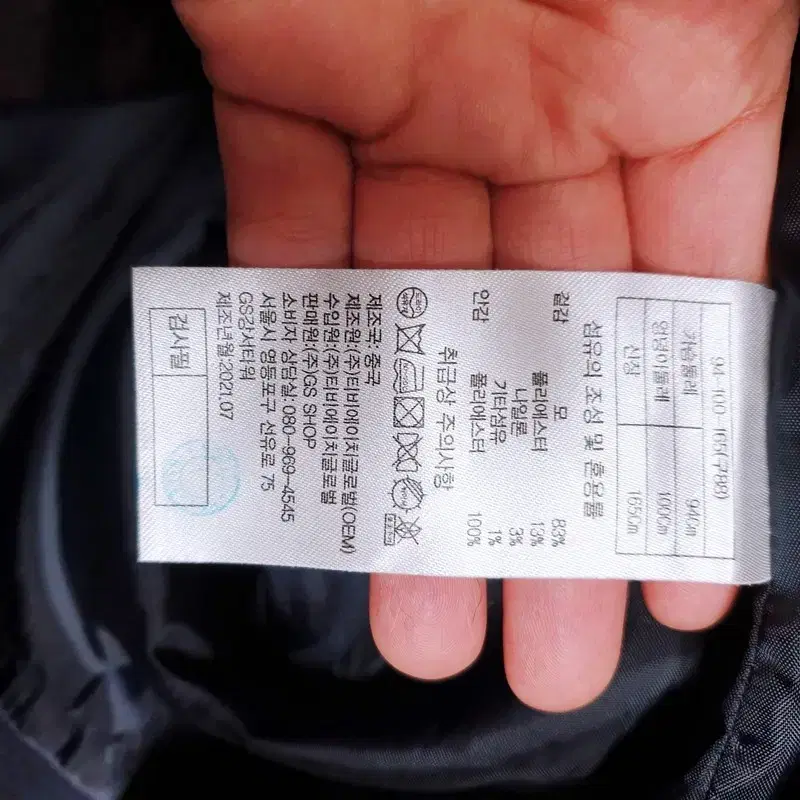 94-100-165(구88)
가슴둘레 94Cm
엉덩이둘레 100Cm
신장 165Cm
섬유의 조성 및 혼용률
겉감 모 83%
폴리에스터 13%
나일론 3%
기타섬유 1%
안감 폴리에스터 100%
취급상 주의사항
제조국: 중국
제조원:(주)티비에이치글로벌(OEM)
수입원:(주)티비에이치글로벌
판매원:(주)GS SHOP
소비자 상담실: 080-969-4545
서울시 영등포구 선유로 75
GS강서타워
제조년월:2021.07
검사필